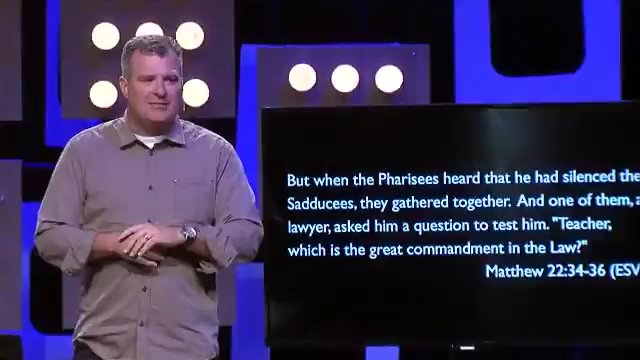 But when the Pharisees heard that he had silenced the
Sadducees, they gathered together. And one of them, a
lawyer, asked him a question to test him. "Teacher,
which is the great commandment in the Law?"
Matthew 22:34-36 (ESV